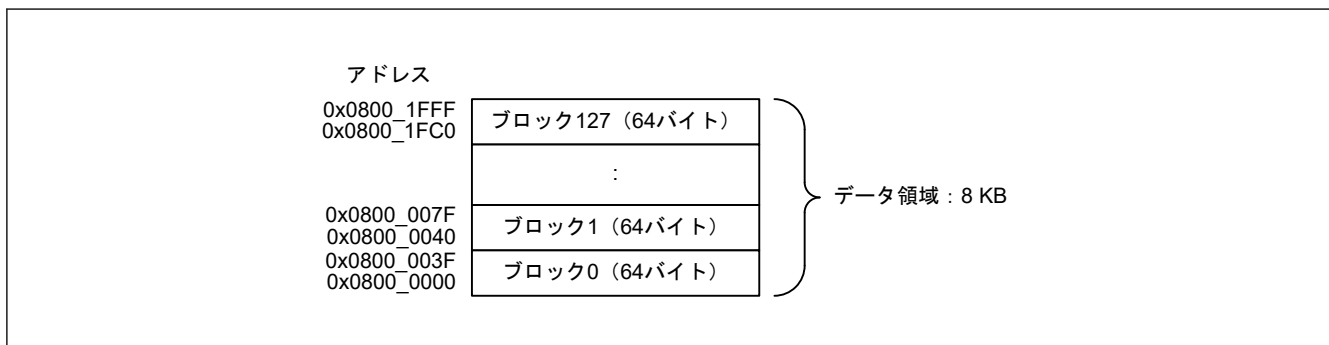 アドレス
0x0800_1FFF
0x0800_1FC0
ブロック127（64バイト）
:
0x0800_007F
0x0800_0040
ブロック1（64バイト）
0x0800_003F
0x0800_0000
ブロック0（64バイト）
データ領域：8 KB